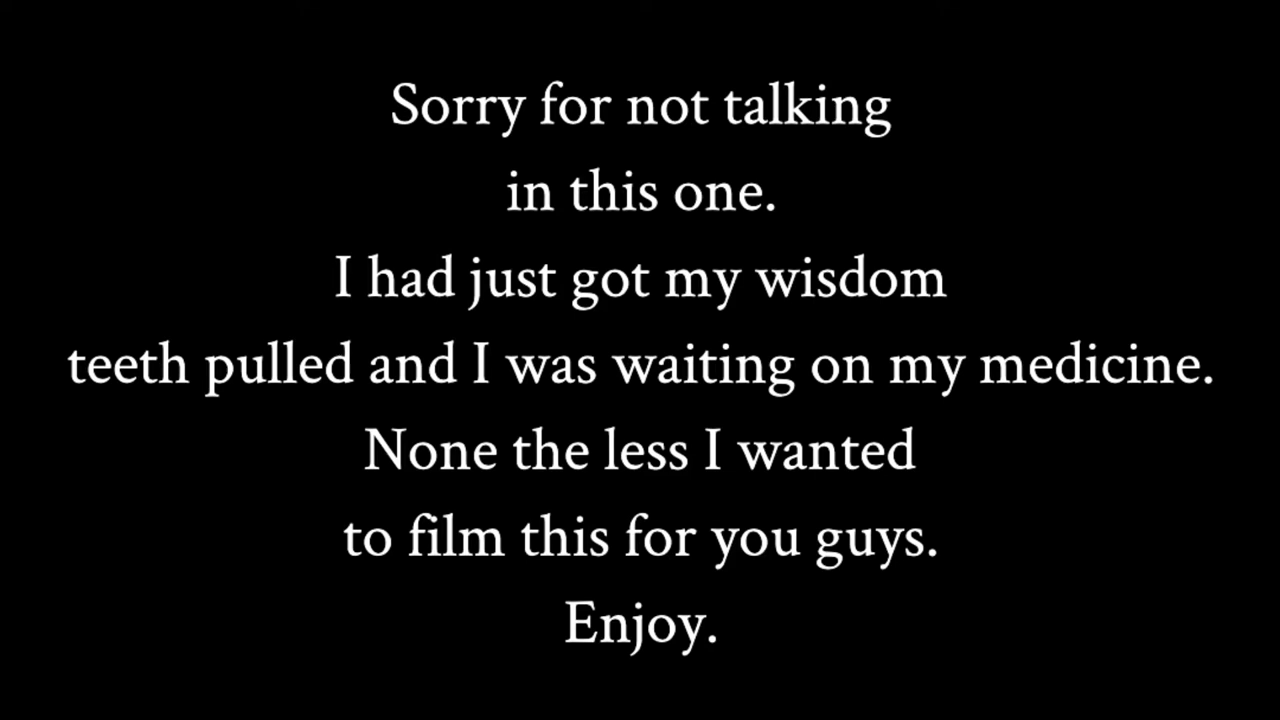 Sorry for not talking
in this one.
I had just got my wisdom
teeth pulled and I was waiting on my medicine.
None the less I wanted
to film this for you guys.
Enjoy.